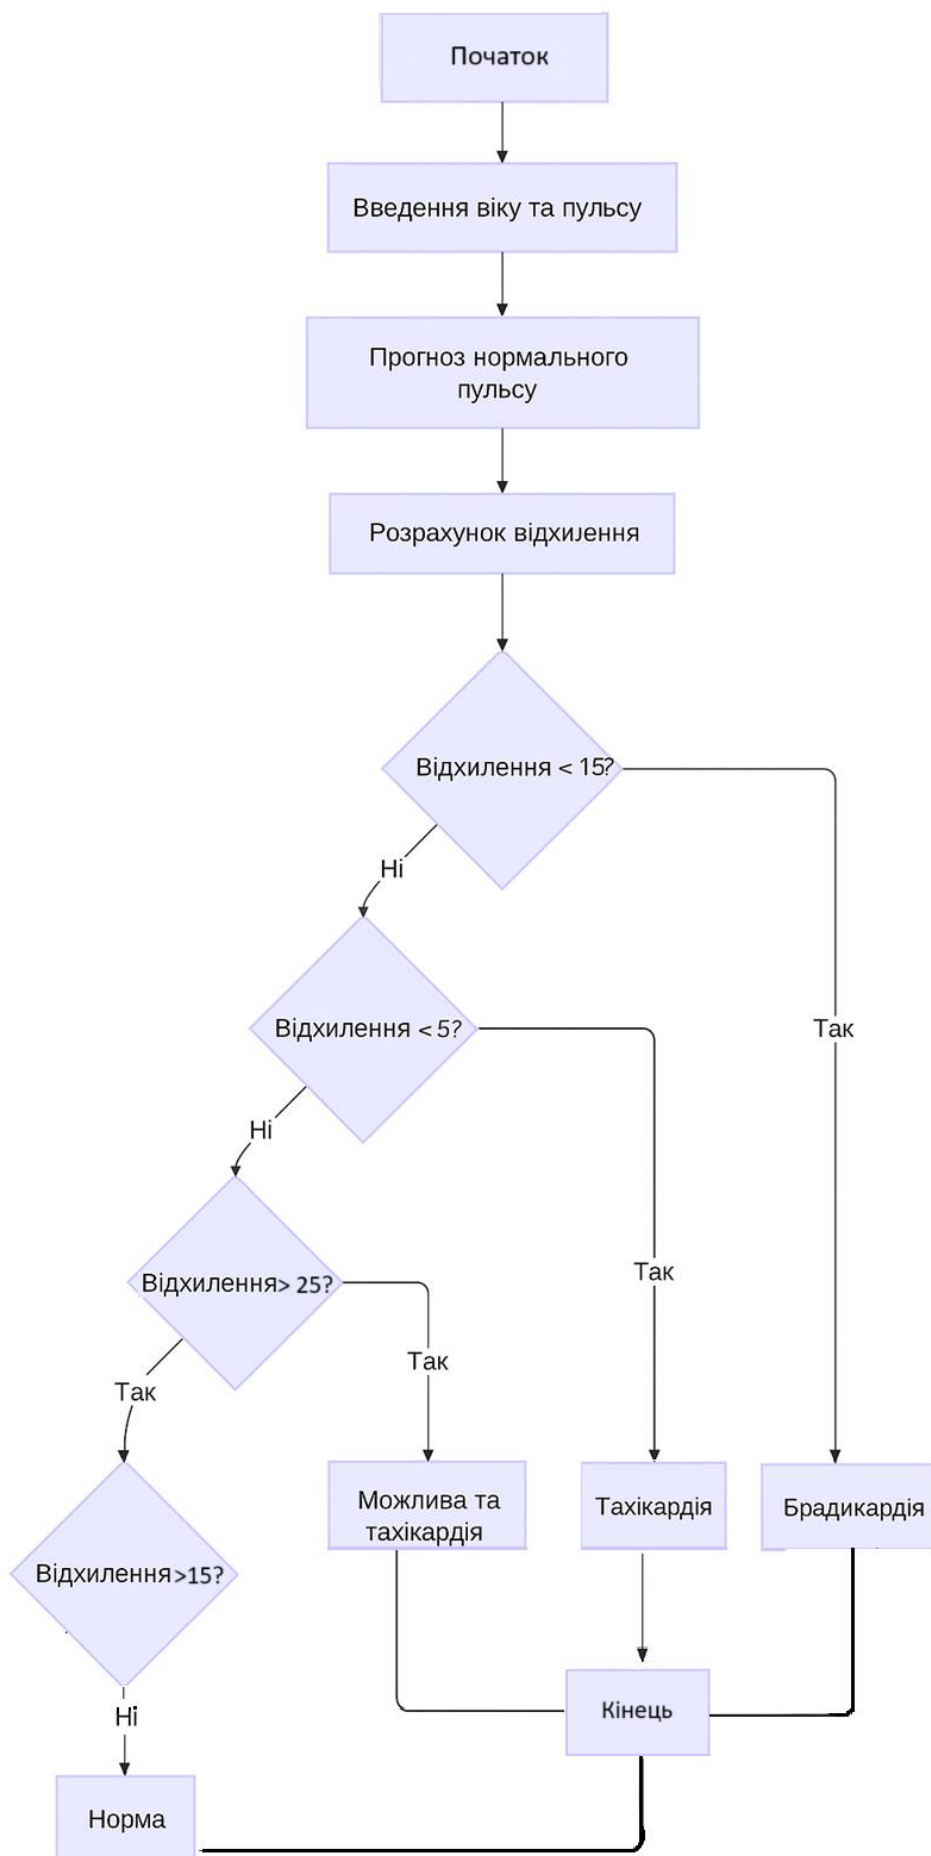 Початок
Введення віку та пульсу
Прогноз нормального
пульсу
Розрахунок відхилення
Відхилення < 15?
Ні
Відхилення < 5?
Так
Ні
Відхилення> 25?
Так
Так
Так
Можлива та
тахікардія
Тахікардія
Брадикардія
Відхилення>15?
Ні
Кінець
Норма